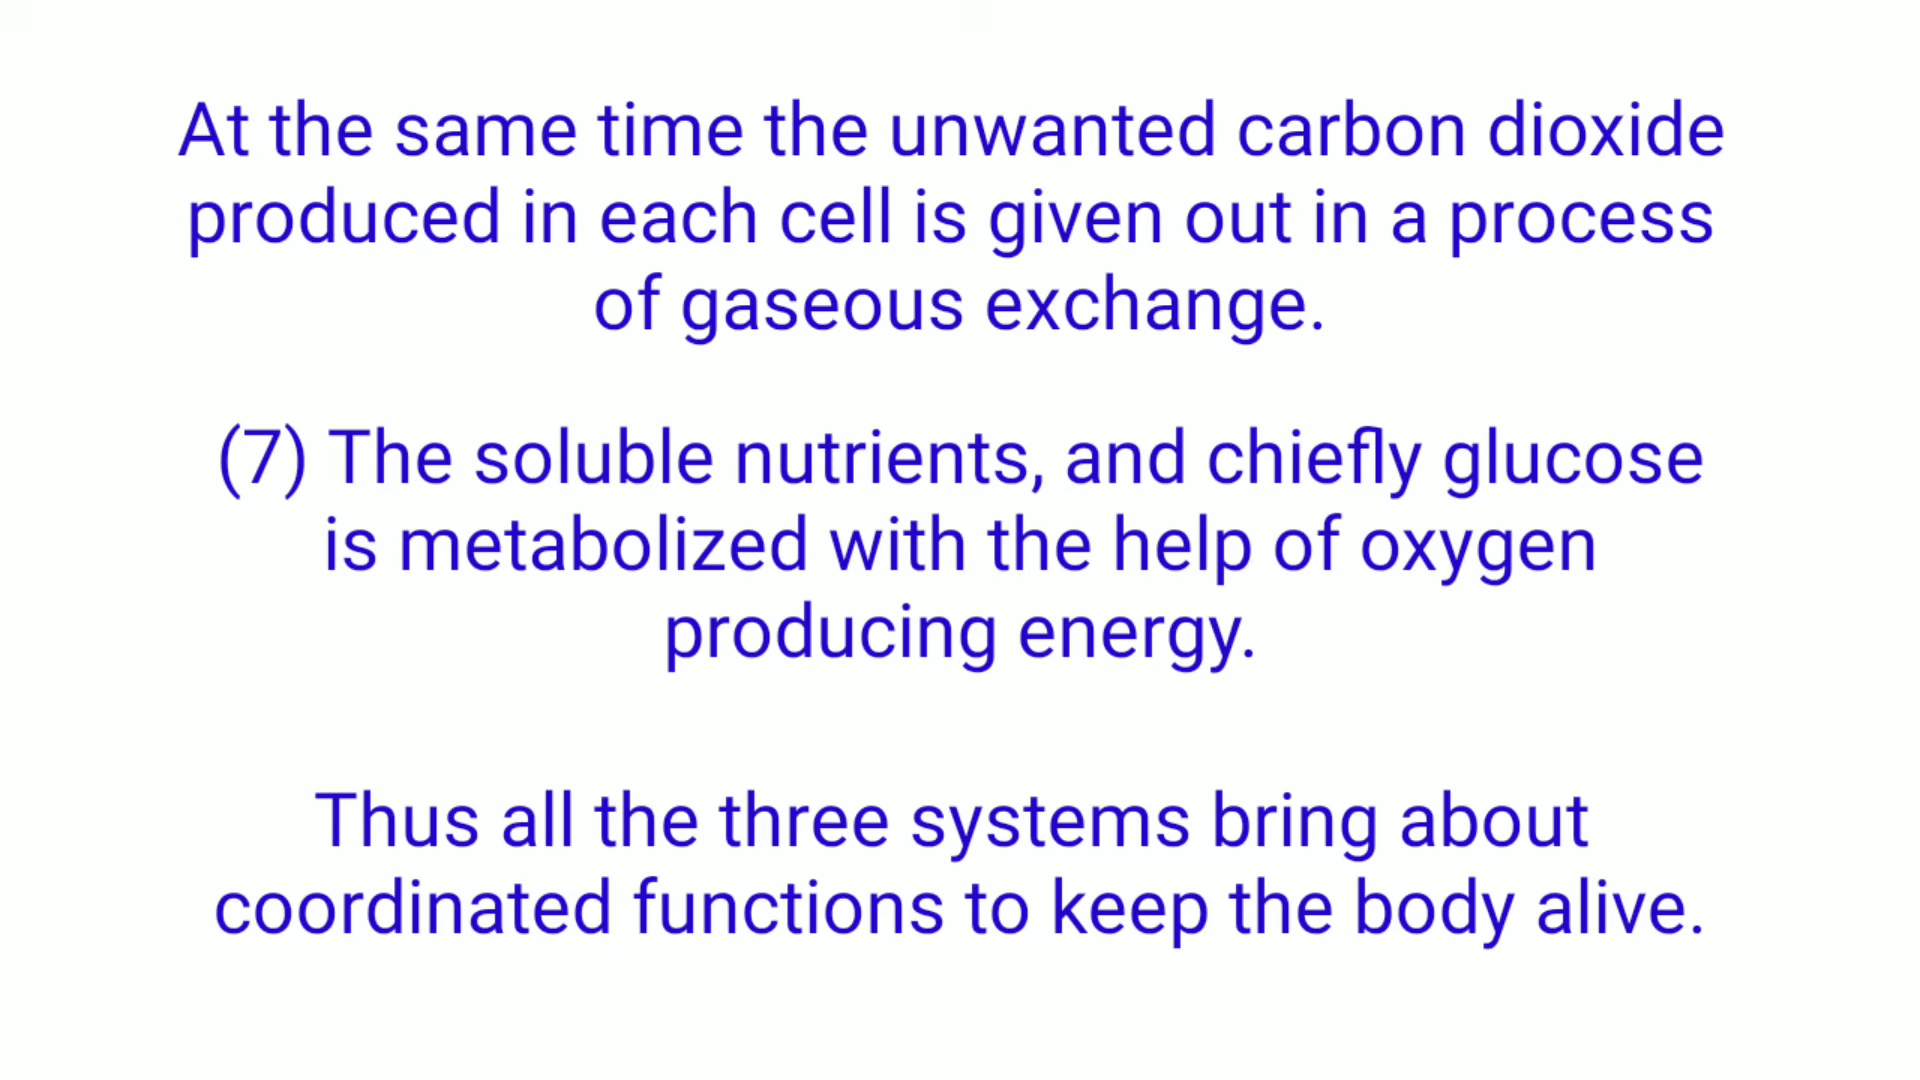 At the same time the unwanted carbon dioxide
produced in each cell is given out in a process
of gaseous exchange.
(7) The soluble nutrients, and chiefly glucose
is metabolized with the help of oxygen
producing energy.
Thus all the three systems bring about
coordinated functions to keep the body alive.